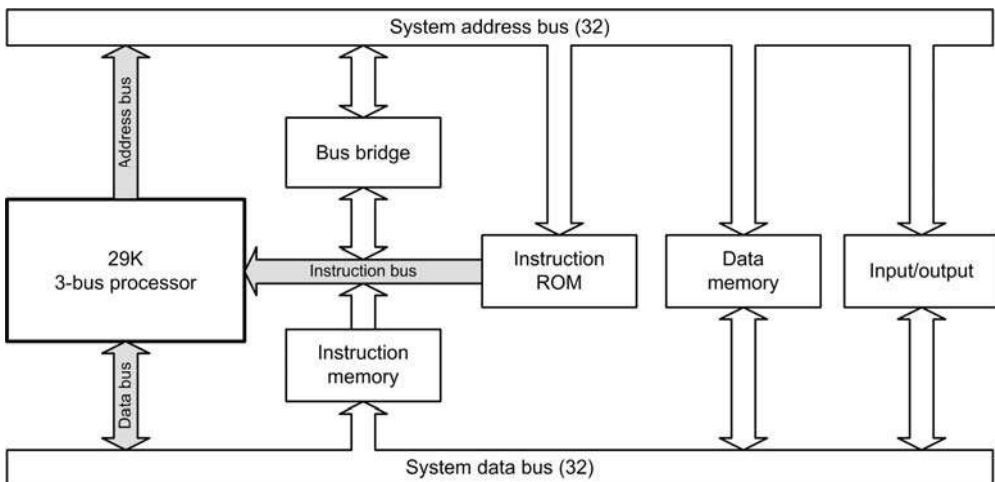 System address bus (32)
Address bus
Bus bridge
29K
3-bus processor
Instruction bus
Instruction
ROM
Data
memory
Input/output
Instruction
memory
Data bus
System data bus (32)